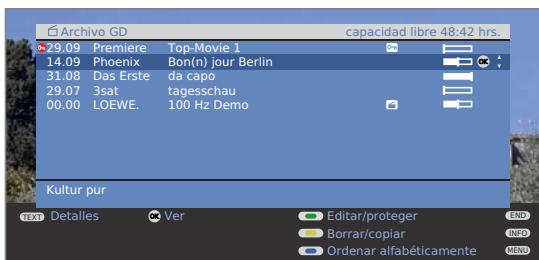 Archivo GD capacidad libre 48:42 hrs.
29.09 Premiere Top-Movie 1
14.09 Phoenix Bon(n) jour Berlin OK
31.08 Das Erste da capo
29.07 3sat tagesschau
00.00 LOEWE. 100 Hz Demo
Kultur pur
TEXT Detalles OK Ver Editar/proteger END
Borrar/copiar INFO
Ordenar alfabéticamente MENU